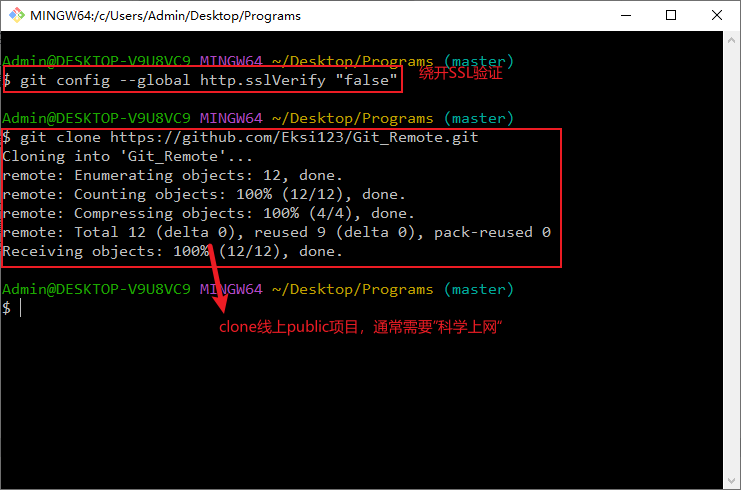 MINGW64:/c/Users/Admin/Desktop/Programs
Admin@DESKTOP-V9U8VC9 MINGW64 ~/Desktop/Programs (master)
$ git config --global http.sslVerify "false"
绕开SSL验证
Admin@DESKTOP-V9U8VC9 MINGW64 ~/Desktop/Programs (master)
$ git clone https://github.com/Eksi123/Git_Remote.git
Cloning into 'Git_Remote'...
remote: Enumerating objects: 12, done.
remote: Counting objects: 100% (12/12), done.
remote: Compressing objects: 100% (4/4), done.
remote: Total 12 (delta 0), reused 9 (delta 0), pack-reused 0
Receiving objects: 100% (12/12), done.
Admin@DESKTOP-V9U8VC9 MINGW64 ~/Desktop/Programs (master)
$
clone线上public项目，通常需要“科学上网”